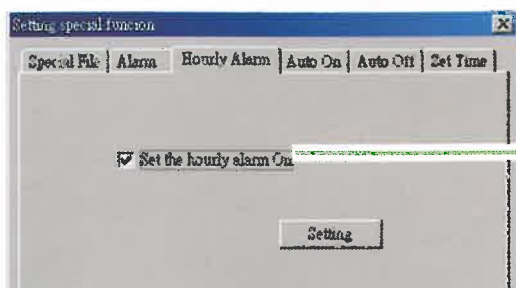 Setting special funcion
Special File Alarm Hourly Alarm Auto On Auto Off Set Time
Set the hourly alarm On
Setting